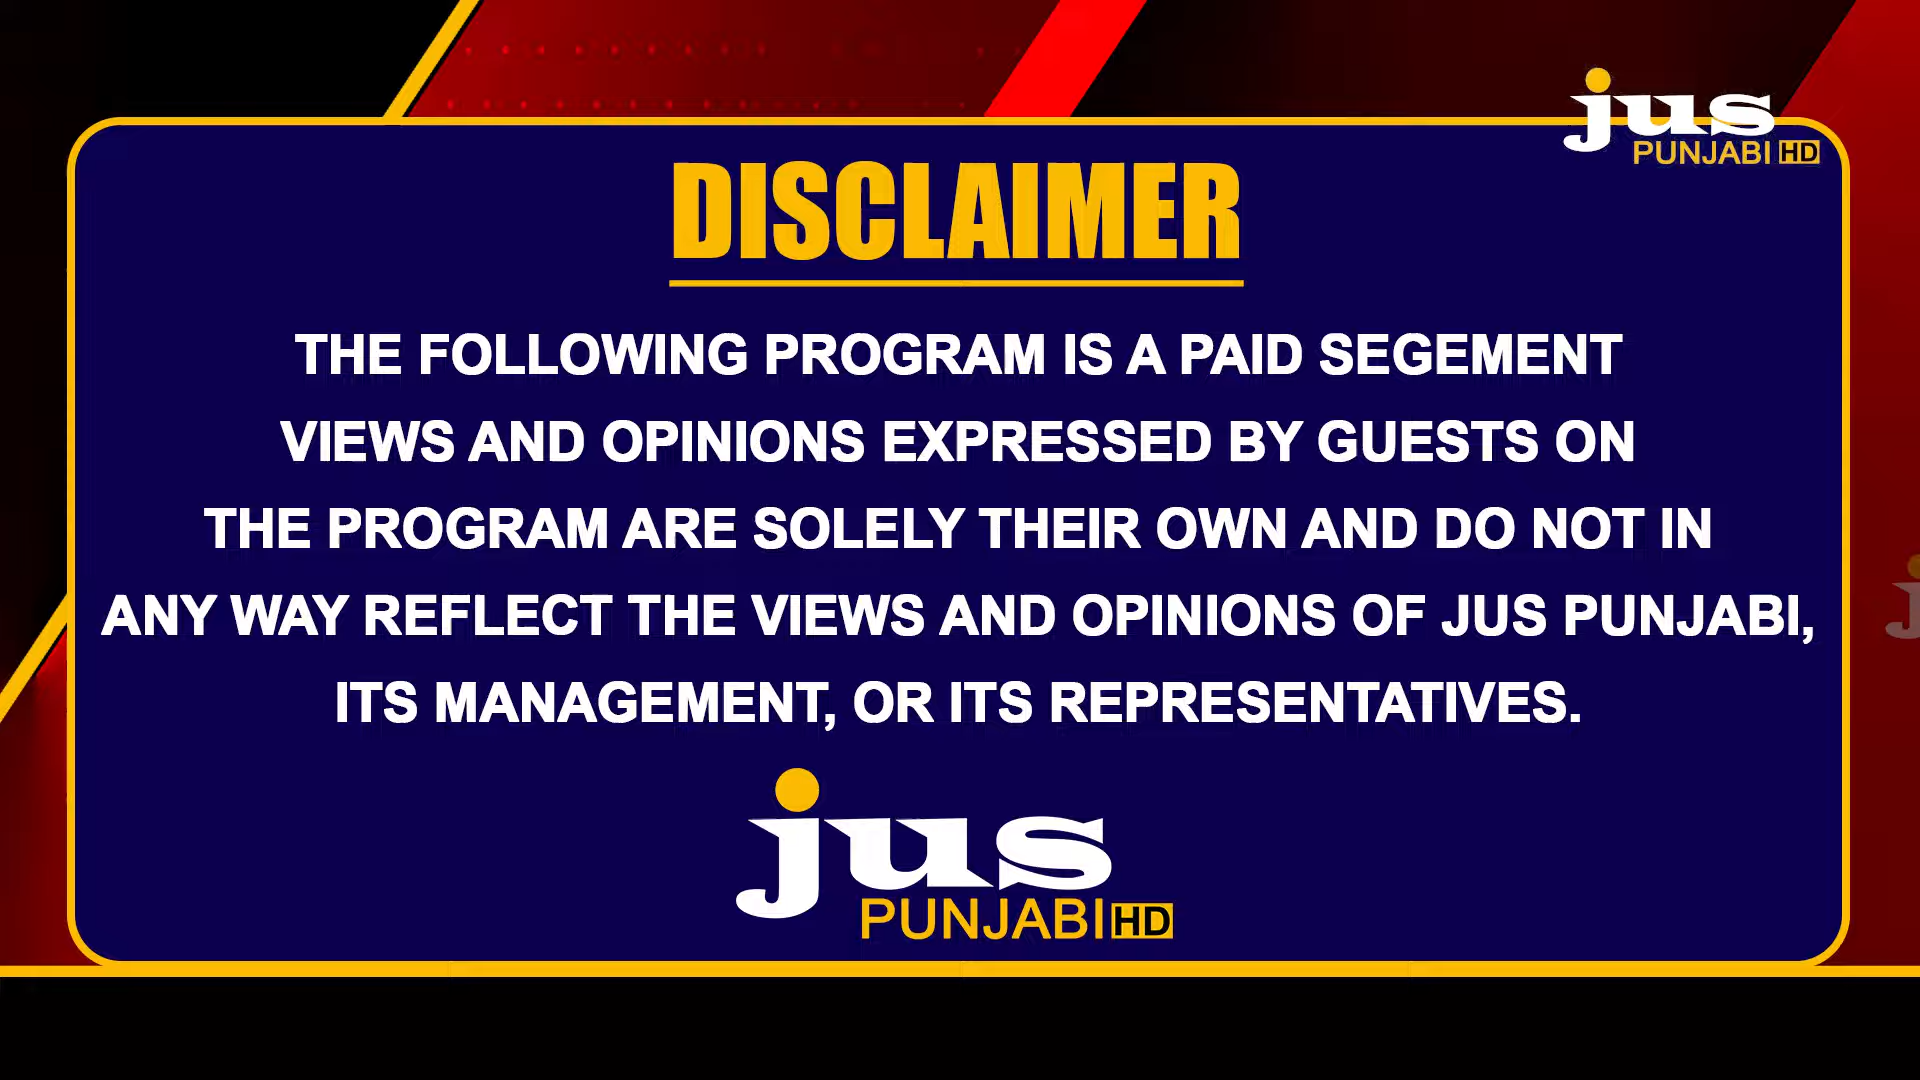 jus
PUNJABI HD
DISCLAIMER
THE FOLLOWING PROGRAM IS A PAID SEGEMENT
VIEWS AND OPINIONS EXPRESSED BY GUESTS ON
THE PROGRAM ARE SOLELY THEIR OWN AND DO NOT IN
ANY WAY REFLECT THE VIEWS AND OPINIONS OF JUS PUNJABI,
ITS MANAGEMENT, OR ITS REPRESENTATIVES.
jus
PUNJABI HD